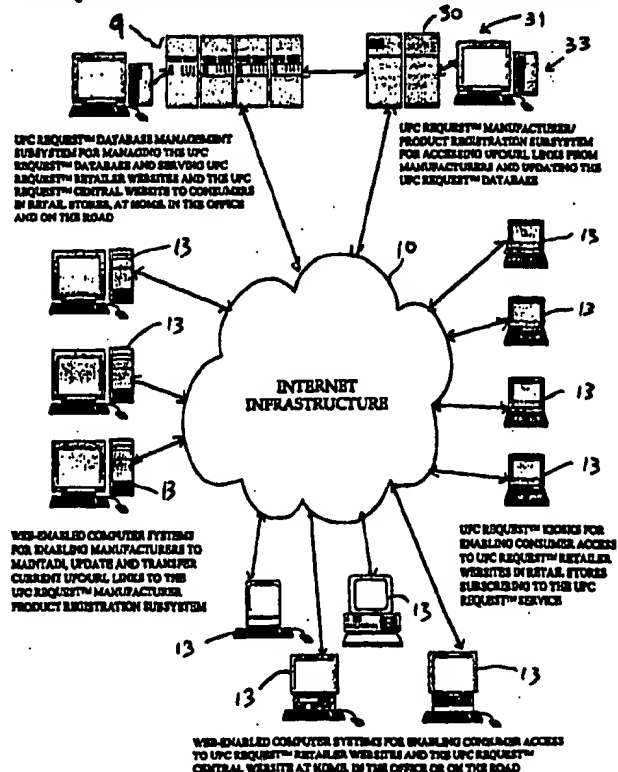 9
30
31
33
UPC REQUEST™ DATABASE MANAGEMENT
SUBSYSTEM FOR MANAGING THE UPC
REQUEST™ DATABASE AND SERVING UPC
REQUEST™ RETAILER WEBSITES AND THE UPC
REQUEST™ CENTRAL WEBSITE TO CONSUMERS
IN RETAIL STORES, AT HOME, IN THE OFFICE
AND ON THE ROAD
UPC REQUEST™ MANUFACTURER/
PRODUCT REGISTRATION SUBSYSTEM
FOR ACCESSING UPC/URL LINKS FROM
MANUFACTURERS AND UPDATING THE
UPC REQUEST™ DATABASE
10
13
13
13
13
13
13
13
INTERNET
INFRASTRUCTURE
WEB-ENABLED COMPUTER SYSTEMS
FOR ENABLING MANUFACTURERS TO
MAINTAIN, UPDATE AND TRANSFER
CURRENT UPC/URL LINKS TO THE
UPC REQUEST™ MANUFACTURER
PRODUCT REGISTRATION SUBSYSTEM
UPC REQUEST™ KIOSKS FOR
ENABLING CONSUMER ACCESS
TO UPC REQUEST™ RETAILER
WEBSITES IN RETAIL STORES
SUBSCRIBING TO THE UPC
REQUEST™ SERVICE
13
13
13
13
WEB-ENABLED COMPUTER SYSTEMS FOR ENABLING CONSUMER ACCESS
TO UPC REQUEST™ RETAILER WEBSITES AND THE UPC REQUEST™
CENTRAL WEBSITE AT HOME, IN THE OFFICE OR ON THE ROAD